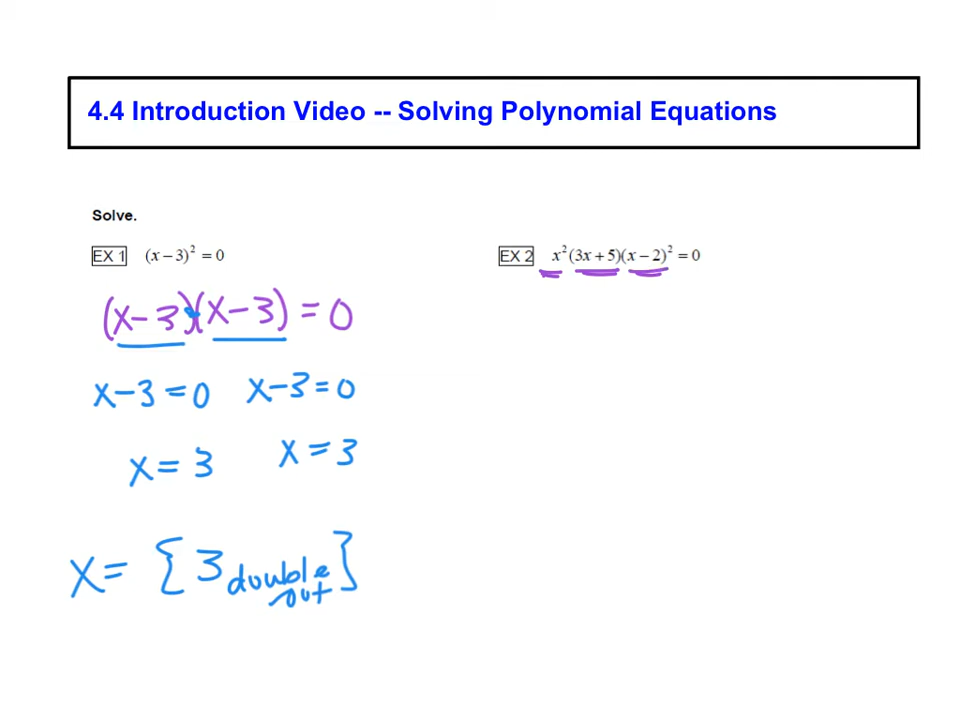 4.4 Introduction Video -- Solving Polynomial Equations
Solve.
EX 1 (x − 3)² = 0
(x−3)·(x−3) = 0
x−3 = 0 x−3 = 0
x = 3 x = 3
x = { 3 double
EX 2 x²(3x + 5)(x − 2)² = 0